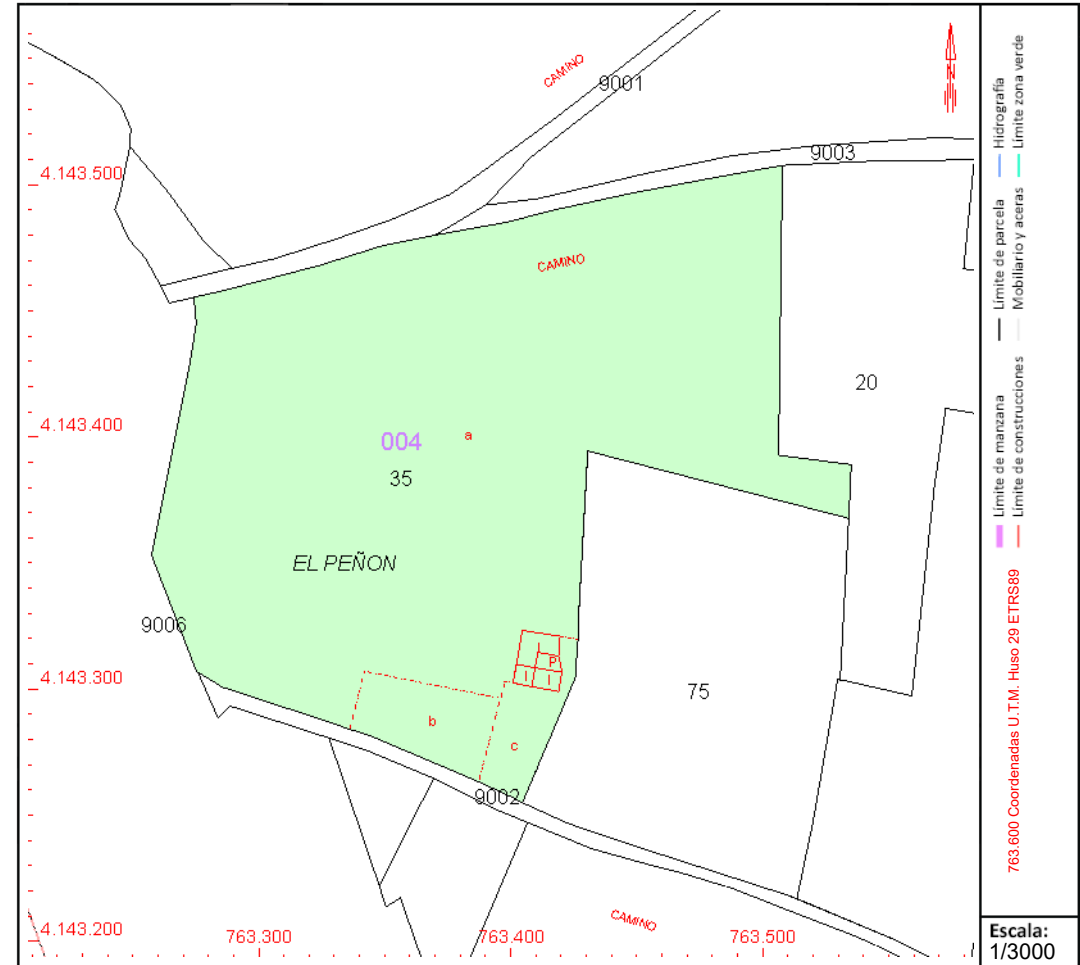 CAMINO
9001
9003
4.143.500
CAMINO
20
4.143.400
004
a
35
EL PEÑON
9006
P
I
I
I
4.143.300
75
b
c
9002
CAMINO
4.143.200
763.300
763.400
763.500
N
Hidrografía
Límite zona verde
Límite de parcela
Mobiliario y aceras
Límite de manzana
Límite de construcciones
763.600 Coordenadas U.T.M. Huso 29 ETRS89
Escala:
1/3000